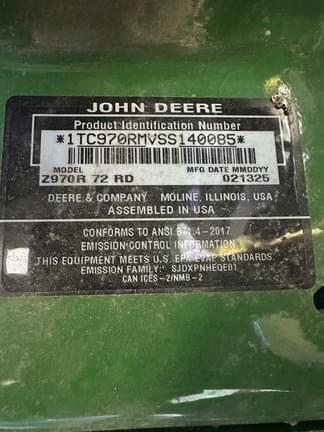 JOHN DEERE
Product Identification Number
*1TC970RMVSS140085*
MODEL MFG DATE MMDDYY
Z970R 72 RD 021325
DEERE & COMPANY MOLINE, ILLINOIS, USA
ASSEMBLED IN USA
CONFORMS TO ANSI B71.4-2017
EMISSION CONTROL INFORMATION
THIS EQUIPMENT MEETS U.S. EPA EVAP STANDARDS.
EMISSION FAMILY: SJDXPNHEQE01
CAN ICES-2/NMB-2